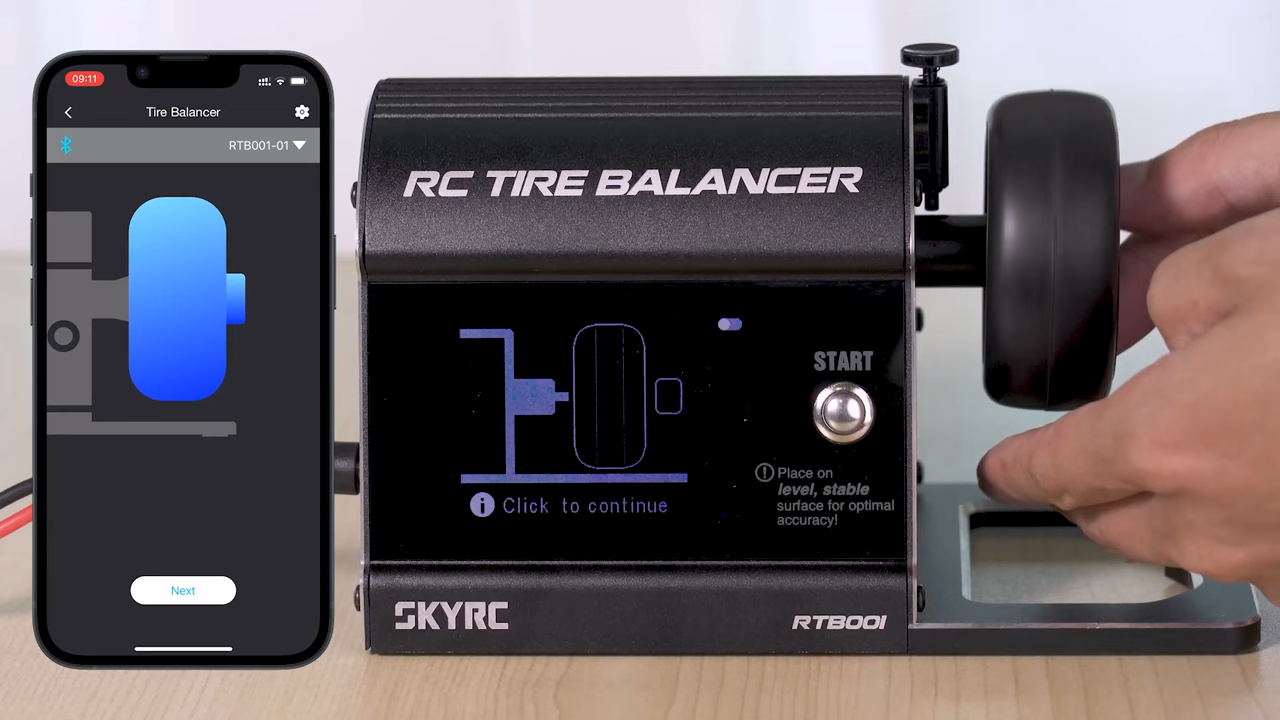 09:11
Tire Balancer
RTB001-01
Next
RC TIRE BALANCER
START
Click to continue
Place on
level, stable
surface for optimal
accuracy!
SKYRC
RTB001